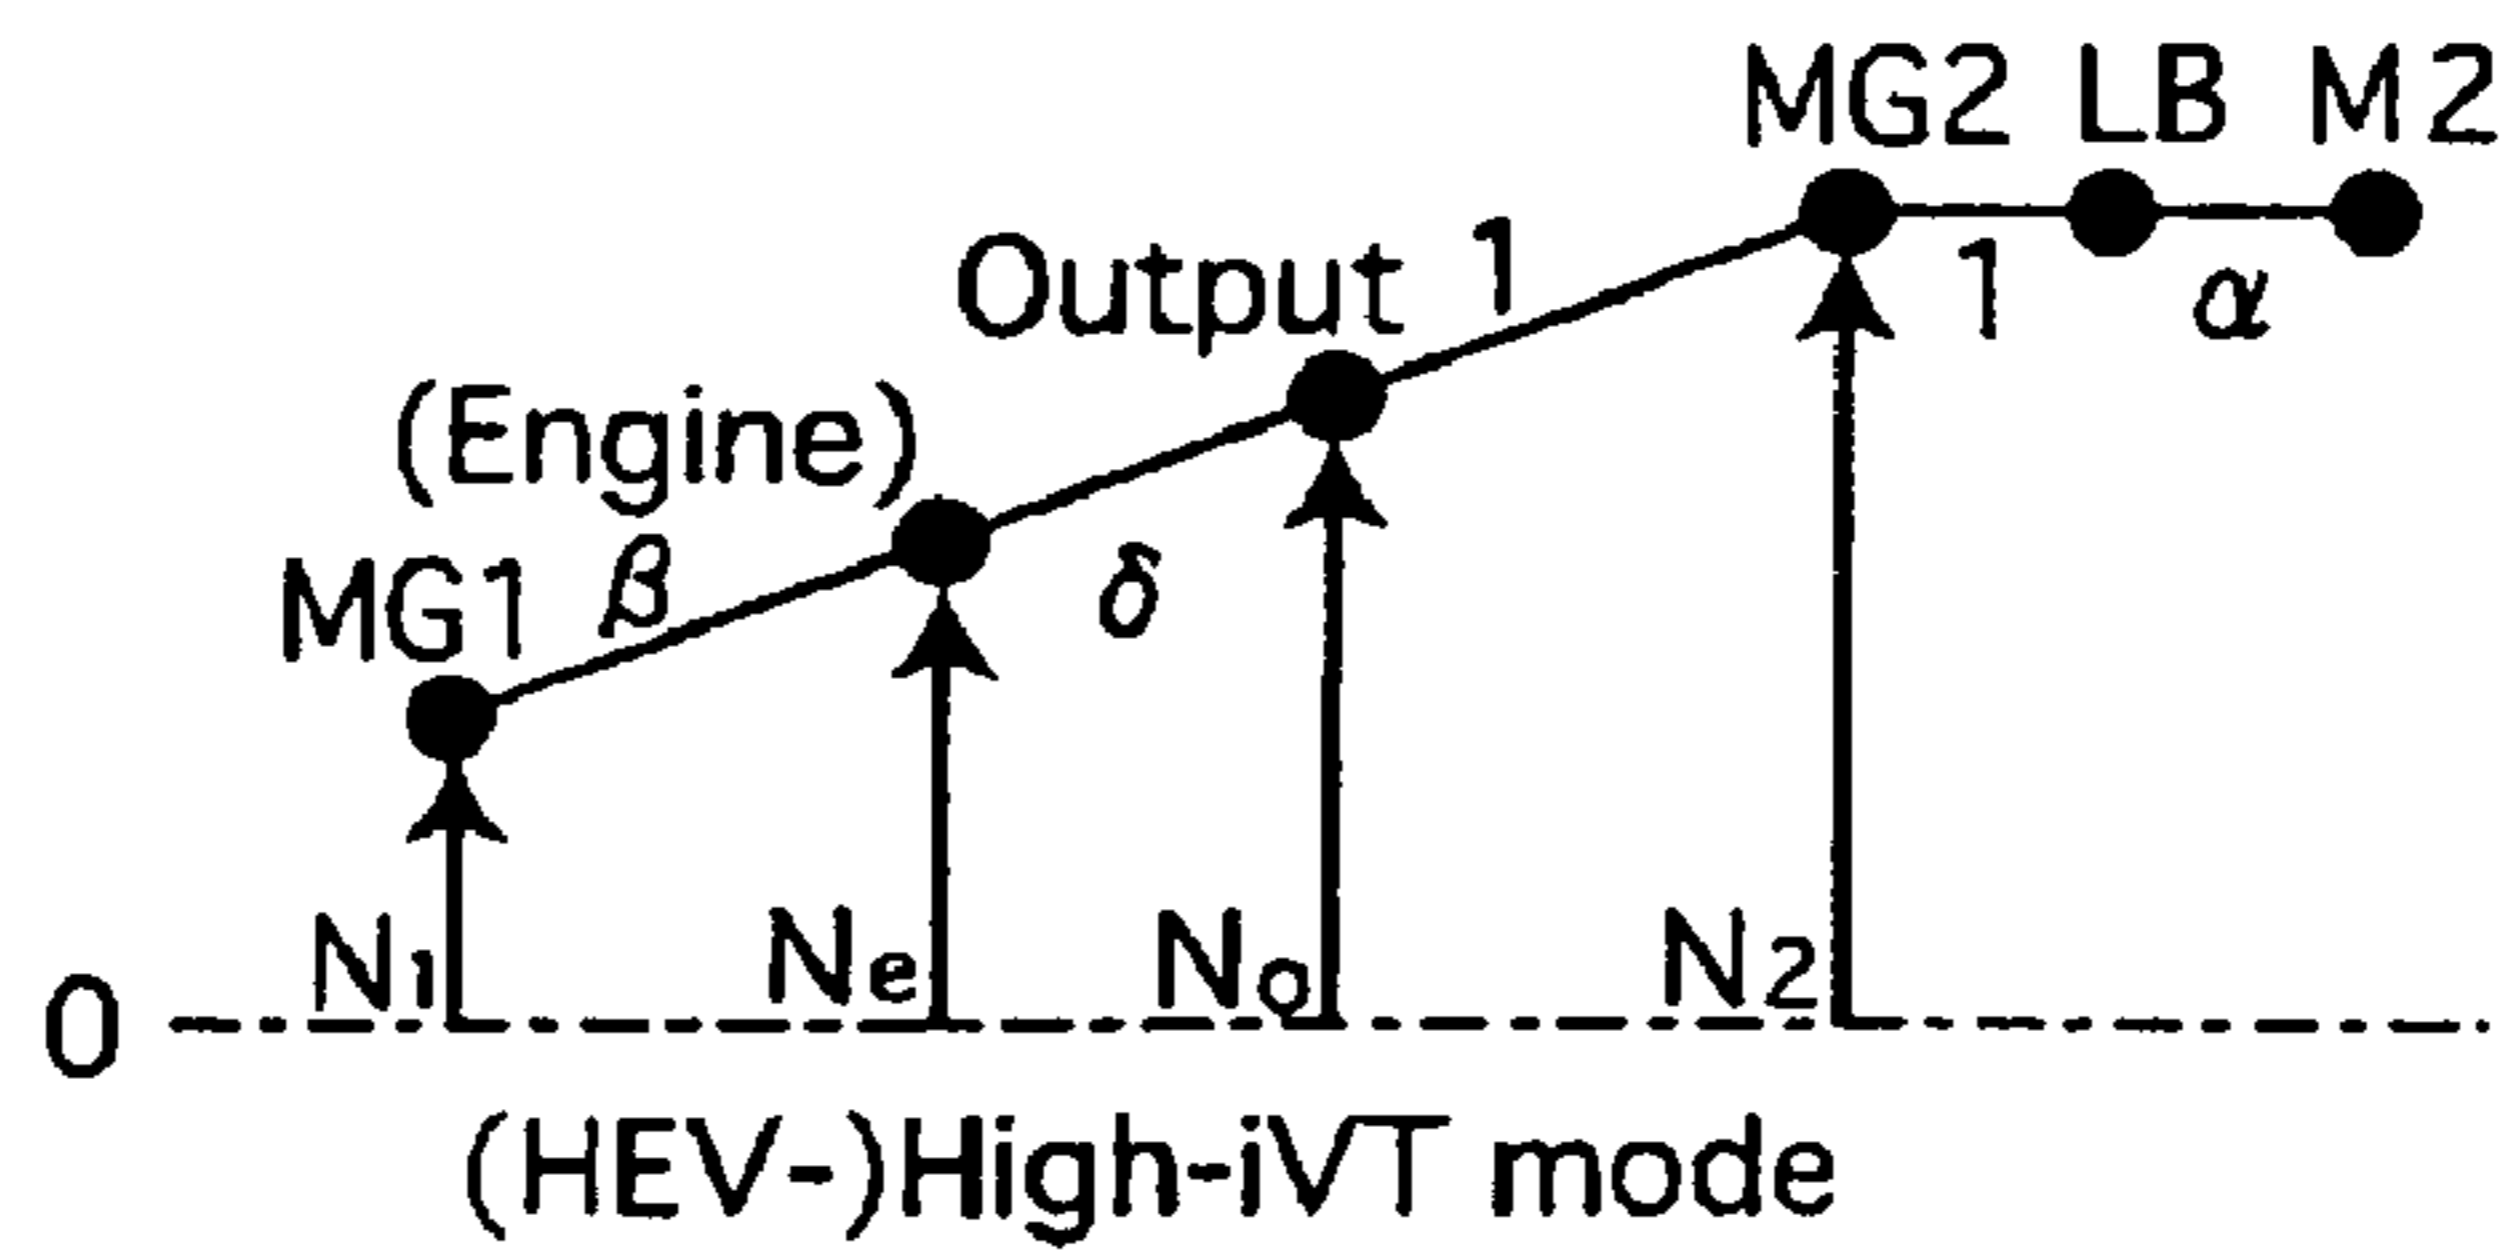 MG2 LB M2
Output 1
1 α
(Engine)
MG1 β
δ
N1 Ne No N2
0
(HEV-)High-iVT mode